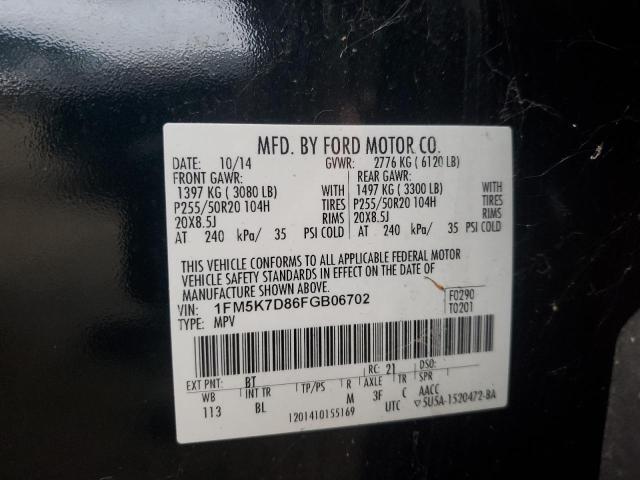 MFD. BY FORD MOTOR CO.
DATE: 10/14 GVWR: 2776 KG ( 6120 LB)
FRONT GAWR: REAR GAWR:
1397 KG ( 3080 LB) WITH 1497 KG ( 3300 LB) WITH
P255/50R20 104H TIRES P255/50R20 104H TIRES
20X8.5J RIMS 20X8.5J RIMS
AT 240 kPa/ 35 PSI COLD AT 240 kPa/ 35 PSI COLD
THIS VEHICLE CONFORMS TO ALL APPLICABLE FEDERAL MOTOR
VEHICLE SAFETY STANDARDS IN EFFECT ON THE DATE OF
MANUFACTURE SHOWN ABOVE.
VIN: 1FM5K7D86FGB06702 F0290
TYPE: MPV T0201
EXT PNT: BT RC: 21 DSO:
WB INT TR TP/PS R AXLE TR SPR
113 BL M 3F C AACC
1201410155169 UTC 5U5A-1520472-BA